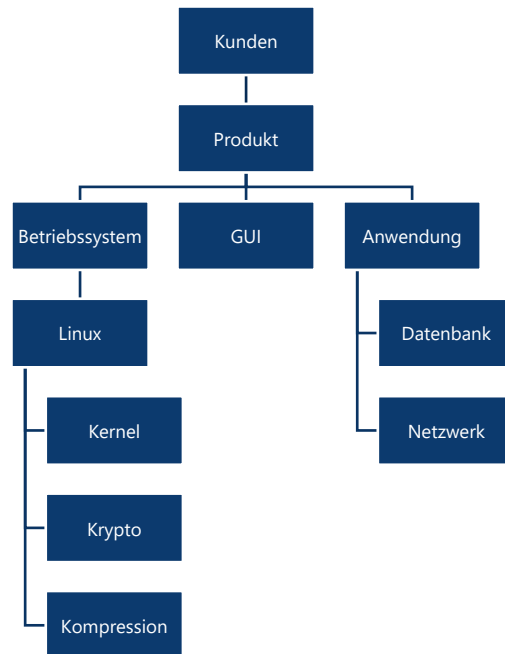 Kunden
Produkt
Betriebssystem
GUI
Anwendung
Linux
Datenbank
Kernel
Netzwerk
Krypto
Kompression